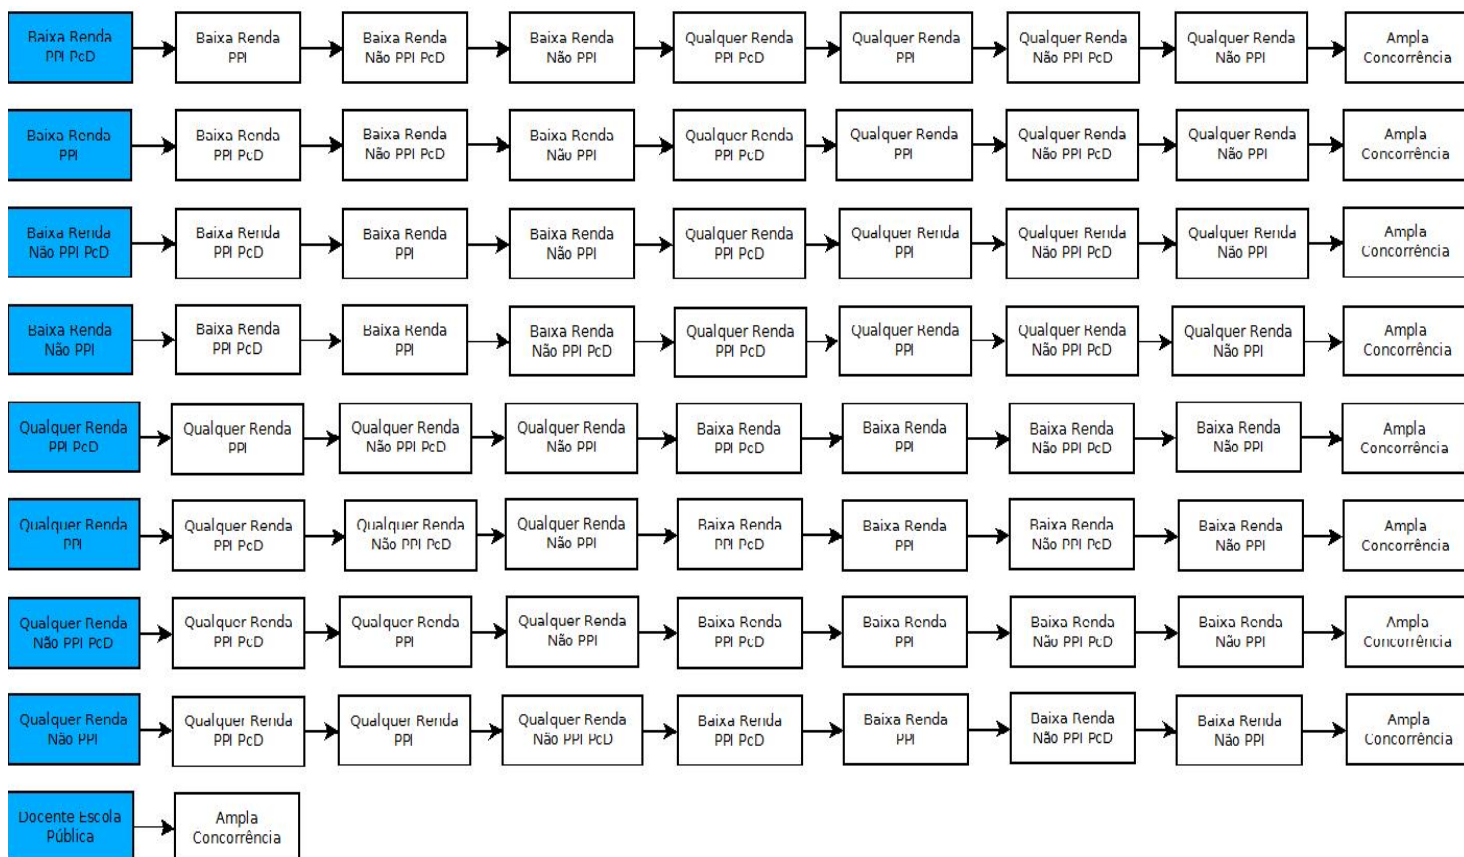 Baixa Renda
PPI PcD
Baixa Renda
PPI
Baixa Renda
Não PPI PcD
Baixa Renda
Não PPI
Qualquer Renda
PPI PcD
Qualquer Renda
PPI
Qualquer Renda
Não PPI PcD
Qualquer Renda
Não PPI
Ampla
Concorrência
Baixa Renda
PPI
Baixa Renda
PPI PcD
Baixa Renda
Não PPI PcD
Baixa Renda
Não PPI
Qualquer Renda
PPI PcD
Qualquer Renda
PPI
Qualquer Renda
Não PPI PcD
Qualquer Renda
Não PPI
Ampla
Concorrência
Baixa Renda
Não PPI PcD
Baixa Renda
PPI PcD
Baixa Renda
PPI
Baixa Renda
Não PPI
Qualquer Renda
PPI PcD
Qualquer Renda
PPI
Qualquer Renda
Não PPI PcD
Qualquer Renda
Não PPI
Ampla
Concorrência
Baixa Renda
Não PPI
Baixa Renda
PPI PcD
Baixa Renda
PPI
Baixa Renda
Não PPI PcD
Qualquer Renda
PPI PcD
Qualquer Renda
PPI
Qualquer Renda
Não PPI PcD
Qualquer Renda
Não PPI
Ampla
Concorrência
Qualquer Renda
PPI PcD
Qualquer Renda
PPI
Qualquer Renda
Não PPI PcD
Qualquer Renda
Não PPI
Baixa Renda
PPI PcD
Baixa Renda
PPI
Baixa Renda
Não PPI PcD
Baixa Renda
Não PPI
Ampla
Concorrência
Qualquer Renda
PPI
Qualquer Renda
PPI PcD
Qualquer Renda
Não PPI PcD
Qualquer Renda
Não PPI
Baixa Renda
PPI PcD
Baixa Renda
PPI
Baixa Renda
Não PPI PcD
Baixa Renda
Não PPI
Ampla
Concorrência
Qualquer Renda
Não PPI PcD
Qualquer Renda
PPI PcD
Qualquer Renda
PPI
Qualquer Renda
Não PPI
Baixa Renda
PPI PcD
Baixa Renda
PPI
Baixa Renda
Não PPI PcD
Baixa Renda
Não PPI
Ampla
Concorrência
Qualquer Renda
Não PPI
Qualquer Renda
PPI PcD
Qualquer Renda
PPI
Qualquer Renda
Não PPI PcD
Baixa Renda
PPI PcD
Baixa Renda
PPI
Baixa Renda
Não PPI PcD
Baixa Renda
Não PPI
Ampla
Concorrência
Docente Escola
Pública
Ampla
Concorrência